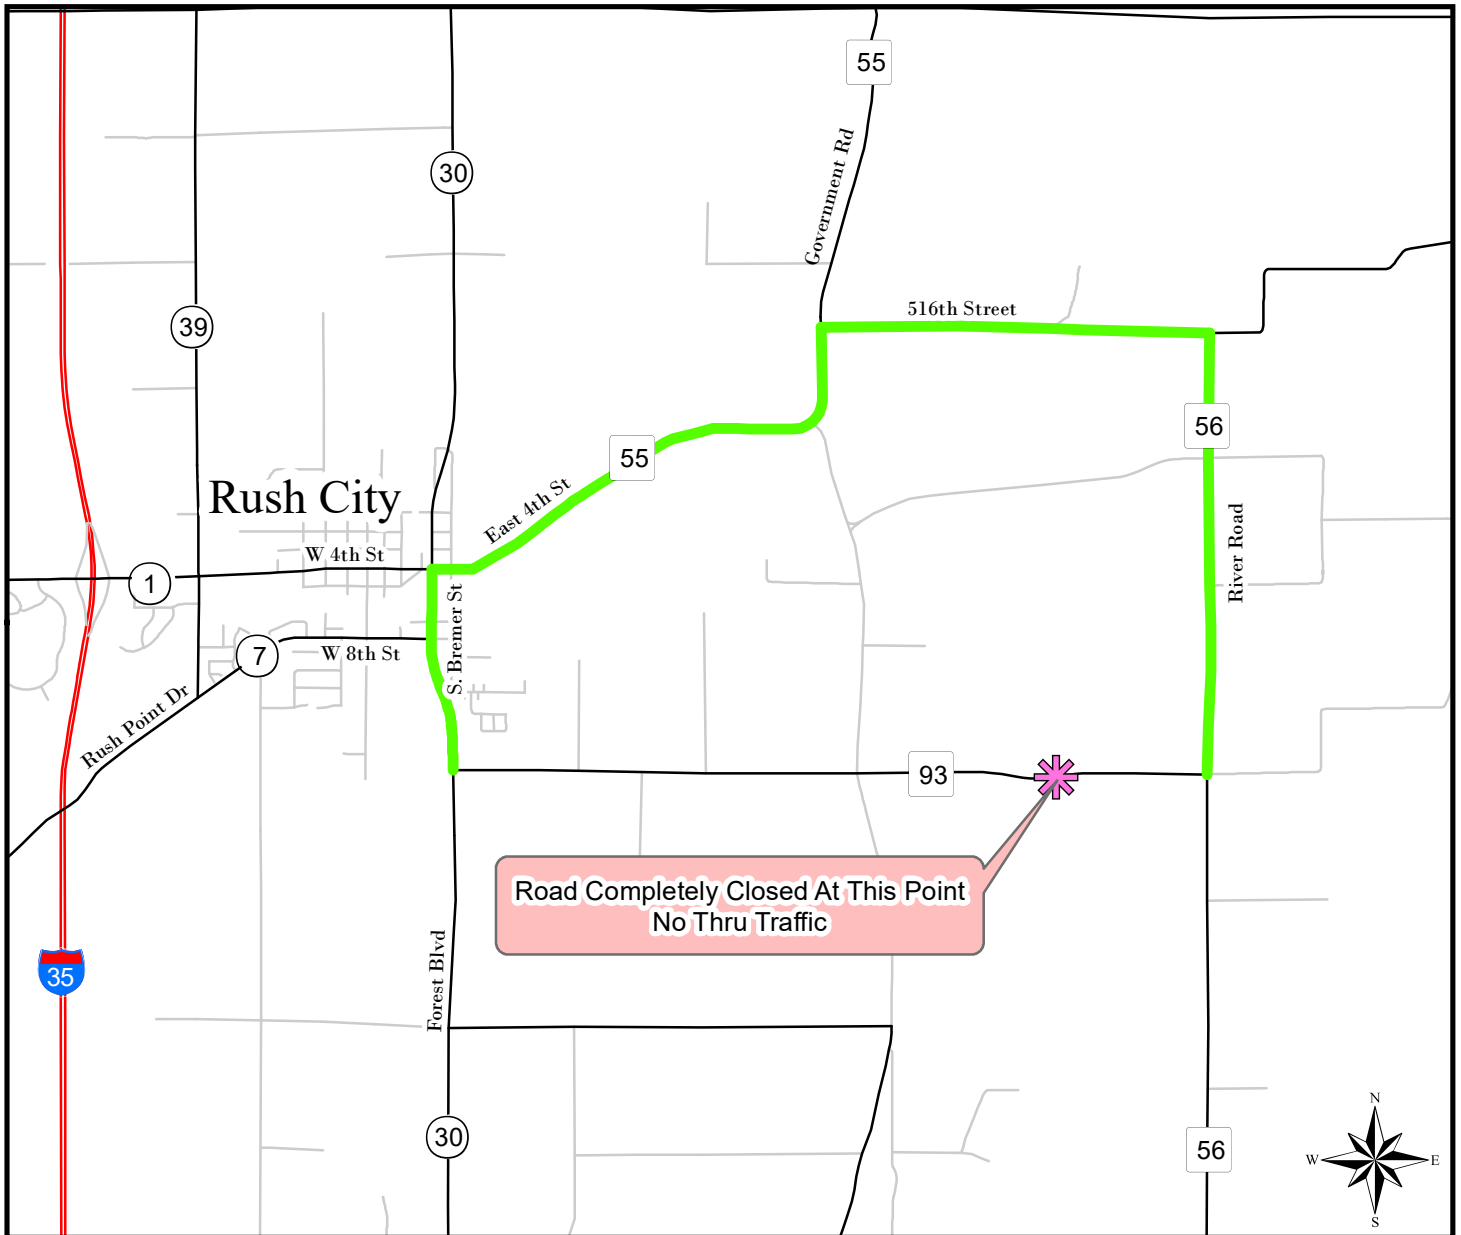 55
Government Rd
30
516th Street
39
56
55
Rush City
East 4th St
W 4th St
1
River Road
S. Bremer St
7
W 8th St
Rush Point Dr
93
Road Completely Closed At This Point
No Thru Traffic
35
Forest Blvd
30
56
N
W
E
S